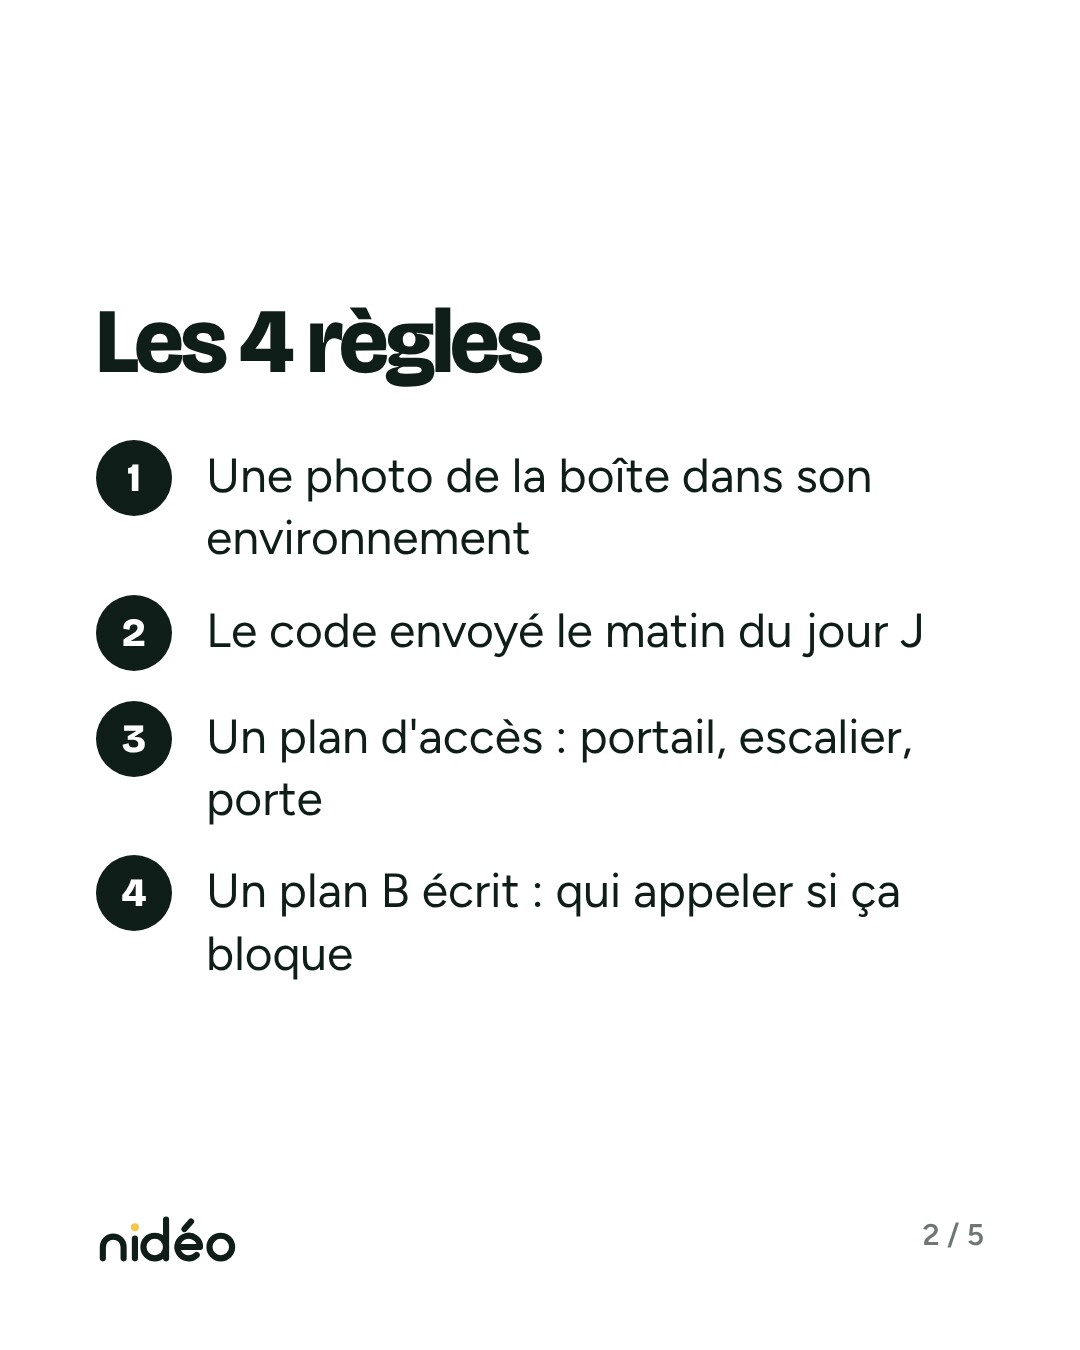 Les 4 règles
1 Une photo de la boîte dans son
environnement
2 Le code envoyé le matin du jour J
3 Un plan d'accès : portail, escalier,
porte
4 Un plan B écrit : qui appeler si ça
bloque
nidéo
2 / 5